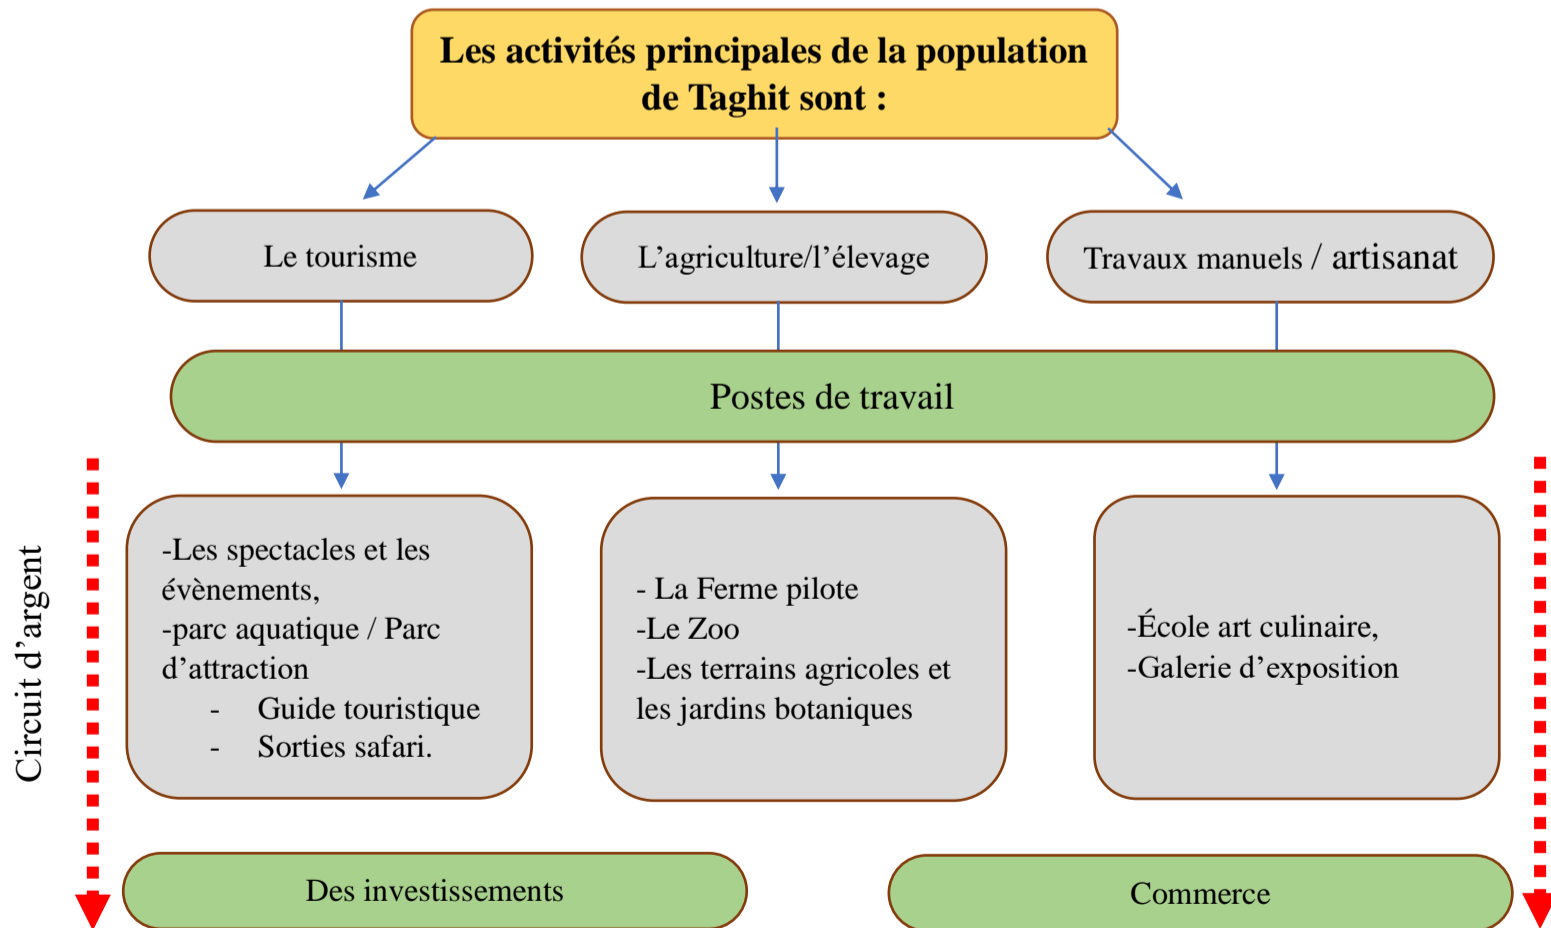 Les activités principales de la population
de Taghit sont :
Le tourisme
L’agriculture/l’élevage
Travaux manuels / artisanat
Postes de travail
Circuit d’argent
-Les spectacles et les
évènements,
-parc aquatique / Parc
d’attraction
- Guide touristique
- Sorties safari.
- La Ferme pilote
-Le Zoo
-Les terrains agricoles et
les jardins botaniques
-École art culinaire,
-Galerie d’exposition
Des investissements
Commerce